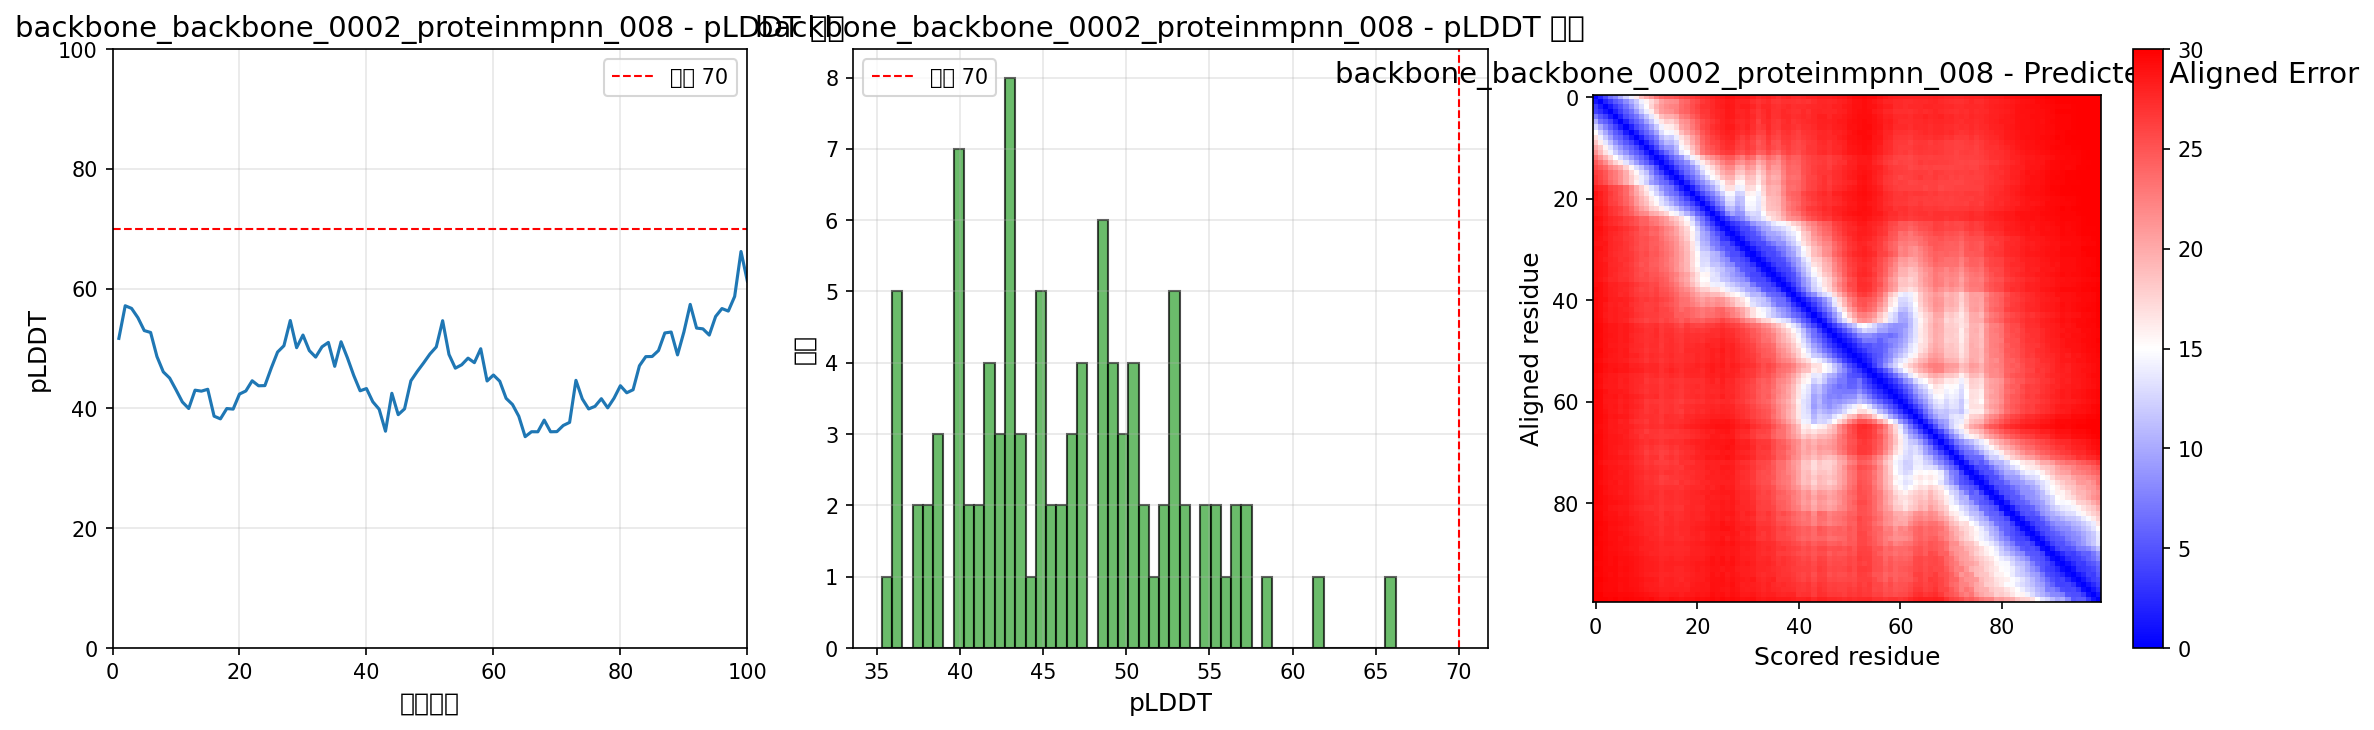 backbone_backbone_0002_proteinmpnn_008 - pLDDT
100
80
60
40
20
0
0 20 40 60 80 100
pLDDT
70
backbone_backbone_0002_proteinmpnn_008 - pLDDT
8
7
6
5
4
3
2
1
0
35 40 45 50 55 60 65 70
pLDDT
70
backbone_backbone_0002_proteinmpnn_008 - Predicted Aligned Error
0
20
40
60
80
0 20 40 60 80
Aligned residue
Scored residue
30
25
20
15
10
5
0